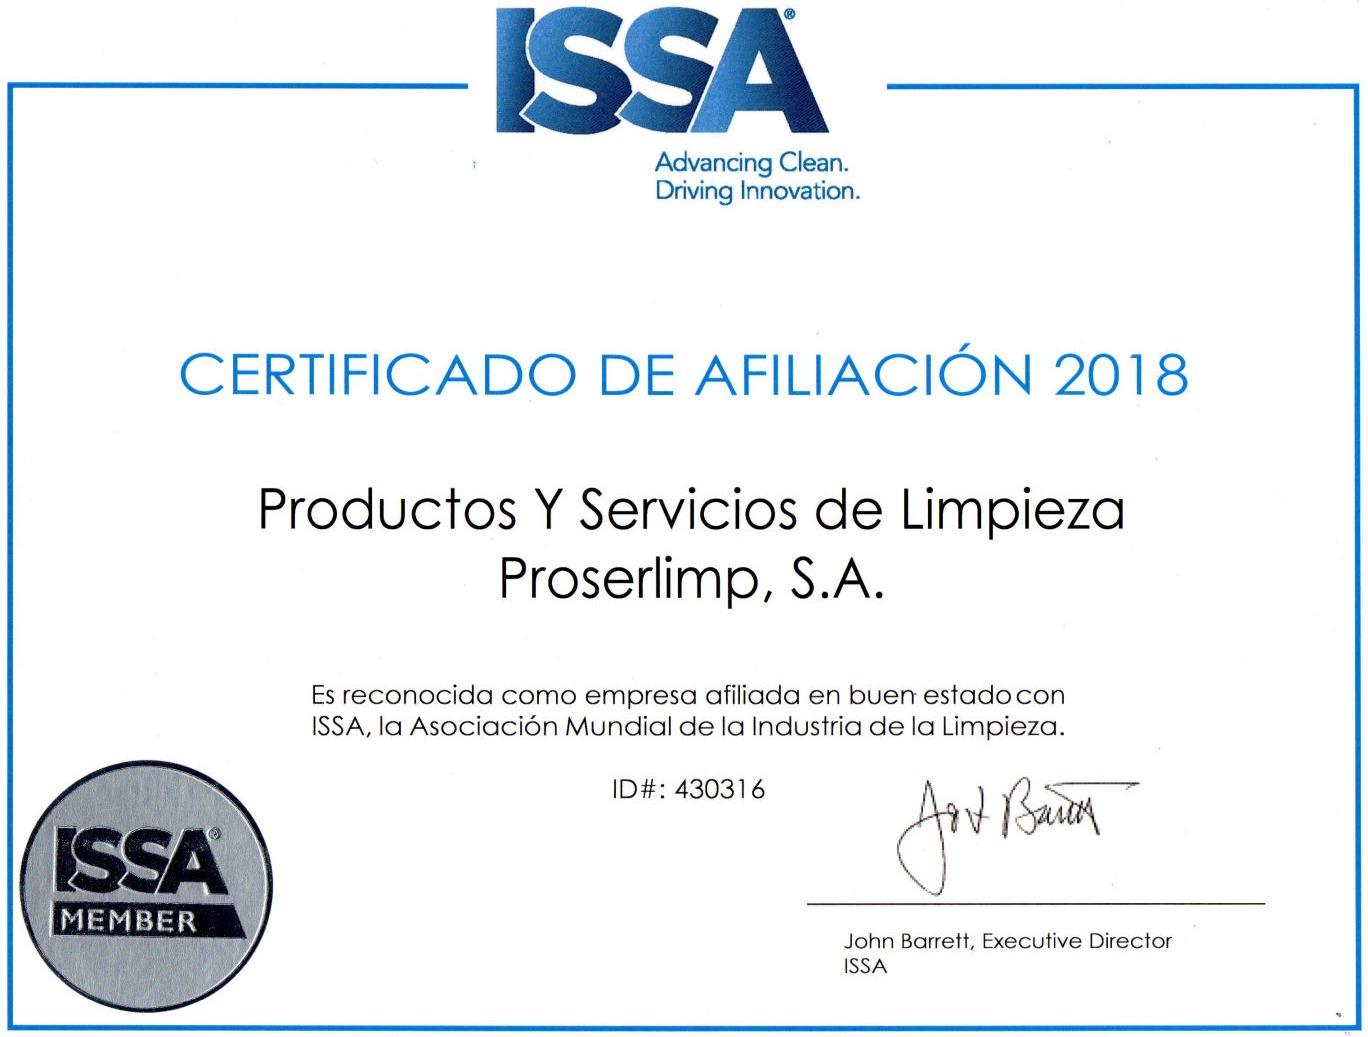 ISSA®
Advancing Clean.
Driving Innovation.
CERTIFICADO DE AFILIACIÓN 2018
Productos Y Servicios de Limpieza
Proserlimp, S.A.
Es reconocida como empresa afiliada en buen estado con
ISSA, la Asociación Mundial de la Industria de la Limpieza.
ID#: 430316
ISSA®
MEMBER
John Barrett
John Barrett, Executive Director
ISSA